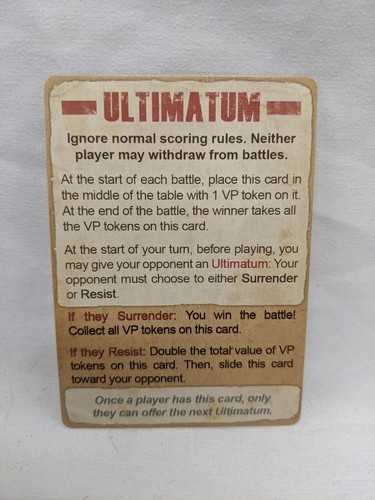 ULTIMATUM
Ignore normal scoring rules. Neither
player may withdraw from battles.
At the start of each battle, place this card in
the middle of the table with 1 VP token on it.
At the end of the battle, the winner takes all
the VP tokens on this card.
At the start of your turn, before playing, you
may give your opponent an Ultimatum: Your
opponent must choose to either Surrender
or Resist.
If they Surrender: You win the battle!
Collect all VP tokens on this card.
If they Resist: Double the total value of VP
tokens on this card. Then, slide this card
toward your opponent.
Once a player has this card, only
they can offer the next Ultimatum.